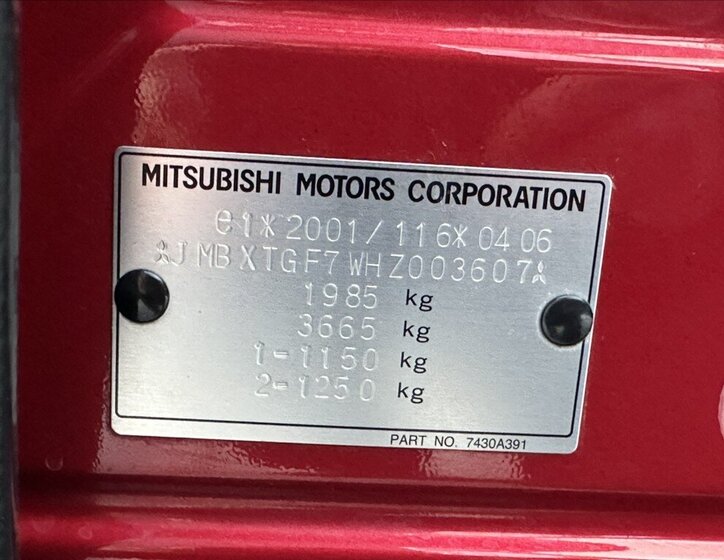 MITSUBISHI MOTORS CORPORATION
e1*2001/116*0406
JMBXTGF7WHZ003607
1985 kg
3665 kg
1-1150 kg
2-1250 kg
PART NO. 7430A391